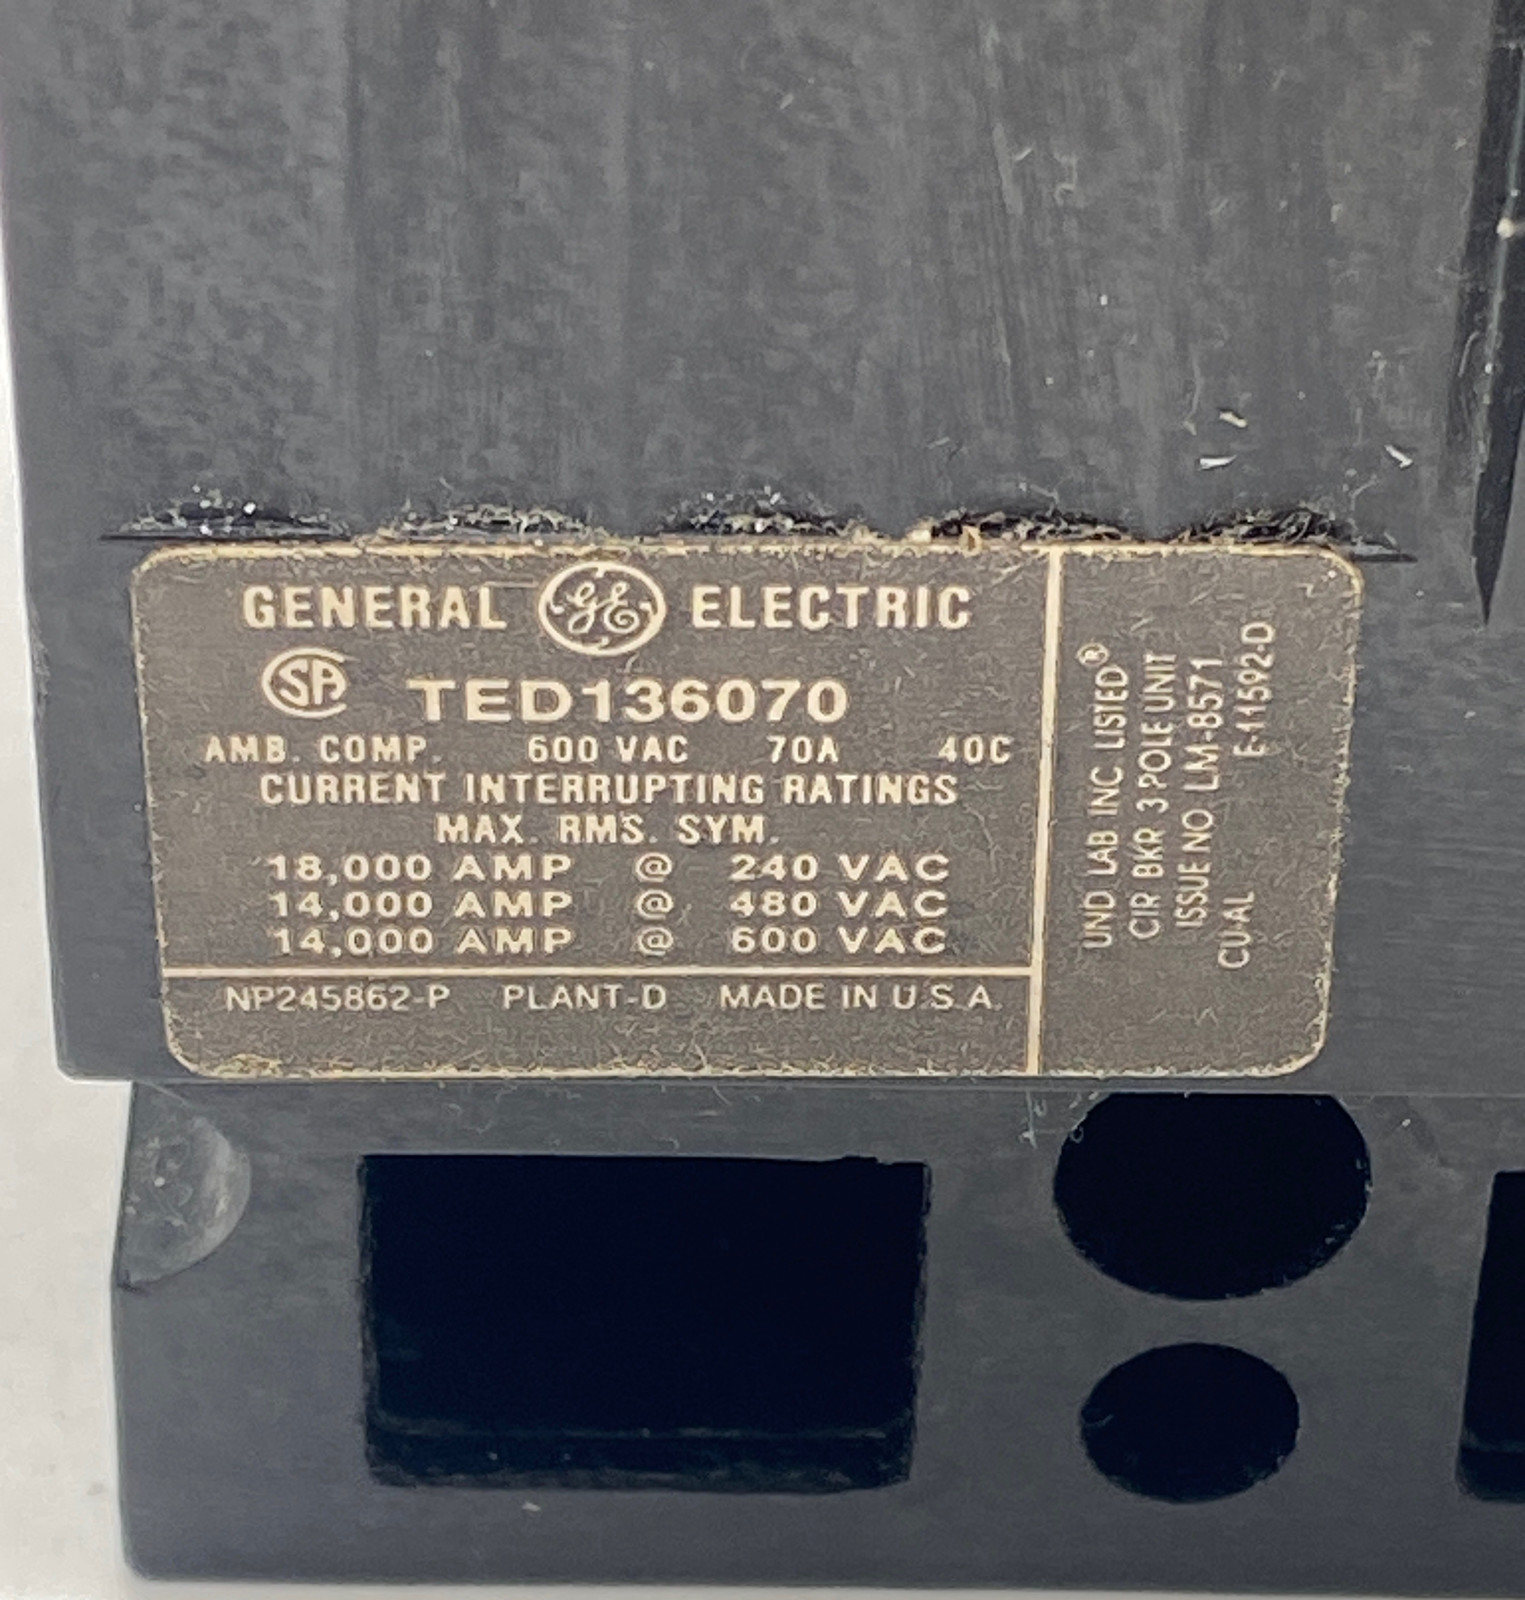 GENERAL GE ELECTRIC
SA TED136070
AMB. COMP. 600 VAC 70A 40C
CURRENT INTERRUPTING RATINGS
MAX. RMS. SYM.
18,000 AMP @ 240 VAC
14,000 AMP @ 480 VAC
14,000 AMP @ 600 VAC
NP245862-P PLANT-D MADE IN U.S.A.
UND LAB INC LISTED®
CIR BKR 3 POLE UNIT
ISSUE NO LM-8571
CU-AL E-11592-D